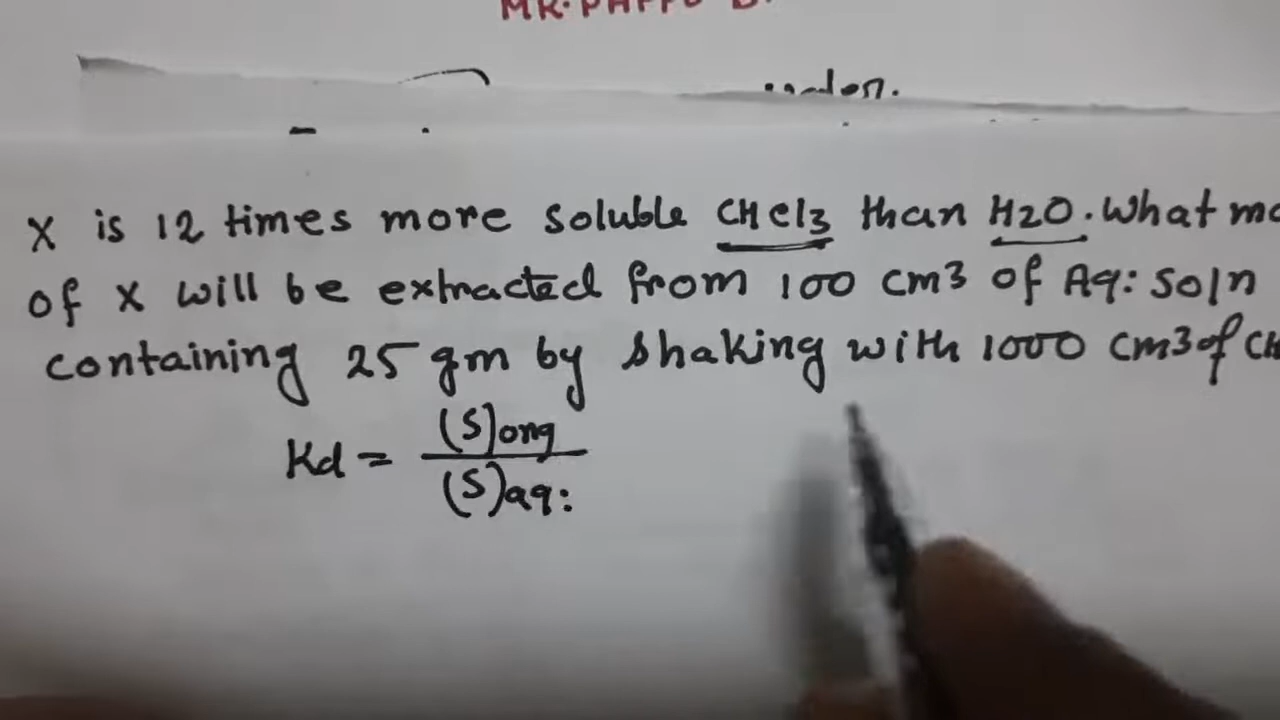 X is 12 times more soluble CHCl3 than H2O. What
of X will be extracted from 100 cm3 of Aq: Soln
containing 25 gm by shaking with 1000 cm3 of
Kd = (S)org / (S)aq: